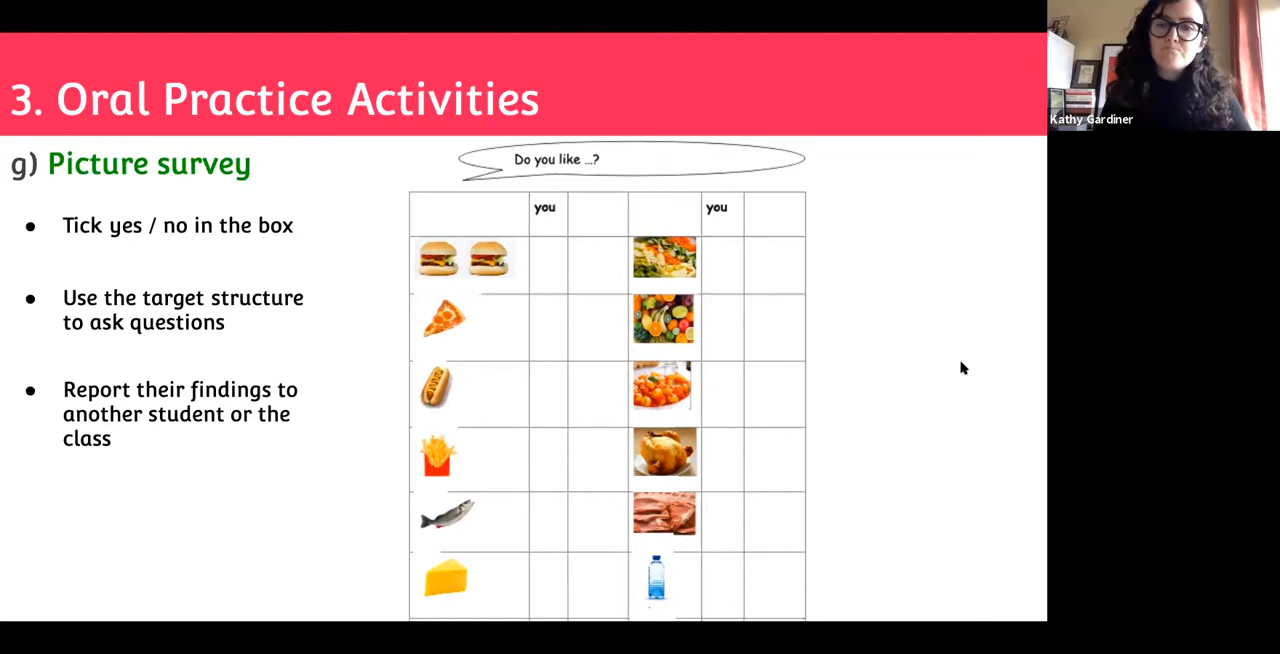 3. Oral Practice Activities
Kathy Gardiner
g) Picture survey
Do you like ...?
● Tick yes / no in the box
● Use the target structure
to ask questions
● Report their findings to
another student or the
class
you
you